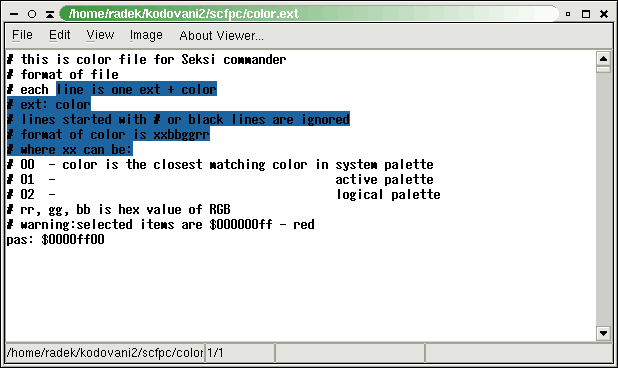 /home/radek/kodovani2/scfpc/color.ext
File Edit View Image About Viewer...
# this is color file for Seksi commander
# format of file
# each line is one ext + color
# ext: color
# lines started with # or black lines are ignored
# format of color is xxbbggrr
# where xx can be:
# 00 - color is the closest matching color in system palette
# 01 - active palette
# 02 - logical palette
# rr, gg, bb is hex value of RGB
# warning:selected items are $000000ff - red
pas: $0000ff00
/home/radek/kodovani2/scfpc/color 1/1